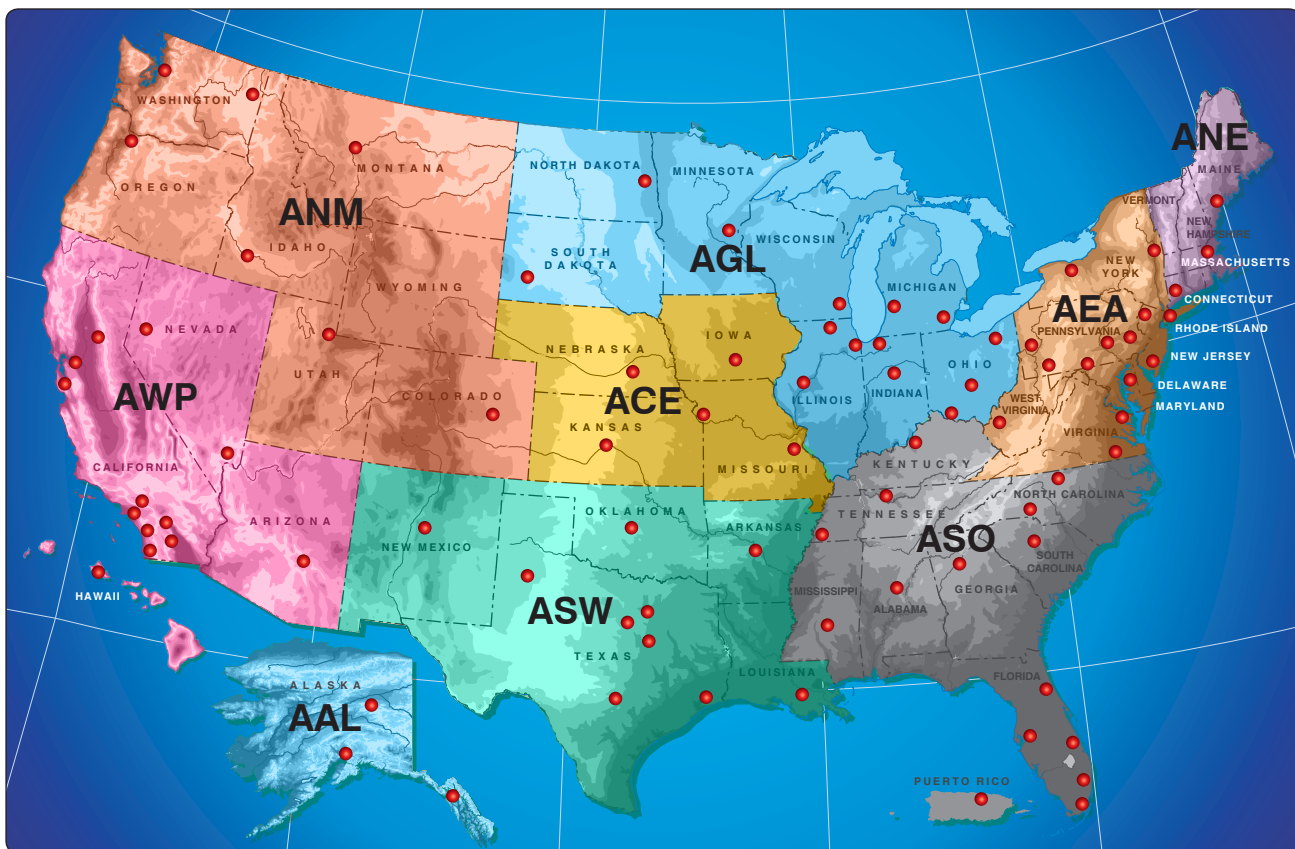 WASHINGTON
OREGON
MONTANA
ANM
IDAHO
WYOMING
UTAH
COLORADO
NEVADA
AWP
CALIFORNIA
ARIZONA
HAWAII
ALASKA
AAL
NORTH DAKOTA
SOUTH
DAKOTA
MINNESOTA
WISCONSIN
AGL
MICHIGAN
ILLINOIS
INDIANA
OHIO
NEBRASKA
IOWA
ACE
KANSAS
MISSOURI
NEW MEXICO
OKLAHOMA
ARKANSAS
ASW
TEXAS
LOUISIANA
KENTUCKY
TENNESSEE
NORTH CAROLINA
ASO
SOUTH
CAROLINA
MISSISSIPPI
ALABAMA
GEORGIA
FLORIDA
PUERTO RICO
NEW
YORK
AEA
PENNSYLVANIA
WEST
VIRGINIA
VIRGINIA
ANE
MAINE
VERMONT
NEW
HAMPSHIRE
MASSACHUSETTS
CONNECTICUT
RHODE ISLAND
NEW JERSEY
DELAWARE
MARYLAND